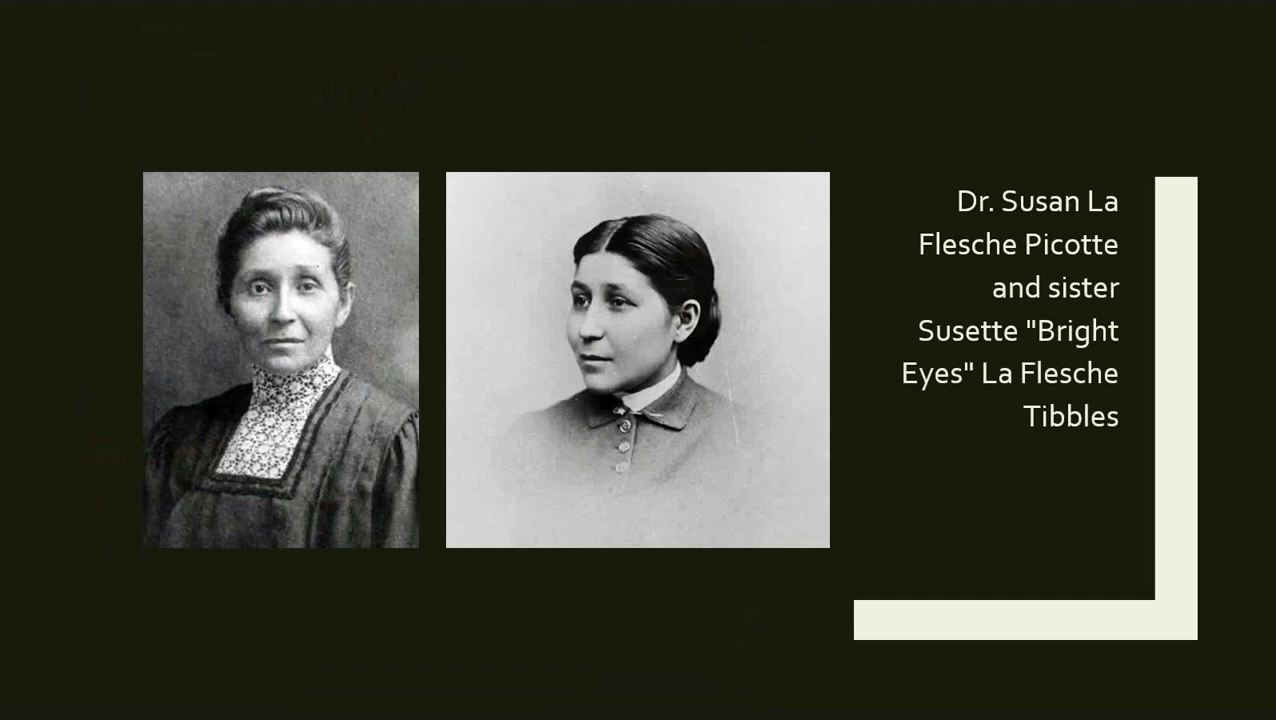 Dr. Susan La
Flesche Picotte
and sister
Susette "Bright
Eyes" La Flesche
Tibbles